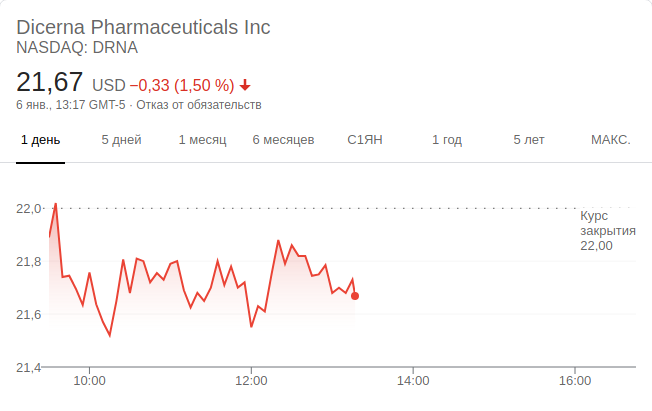 Dicerna Pharmaceuticals Inc
NASDAQ: DRNA
21,67 USD −0,33 (1,50 %)
6 янв., 13:17 GMT-5 · Отказ от обязательств
1 день 5 дней 1 месяц 6 месяцев С1ЯН 1 год 5 лет МАКС.
22,0
Курс
закрытия
22,00
21,8
21,6
21,4
10:00 12:00 14:00 16:00